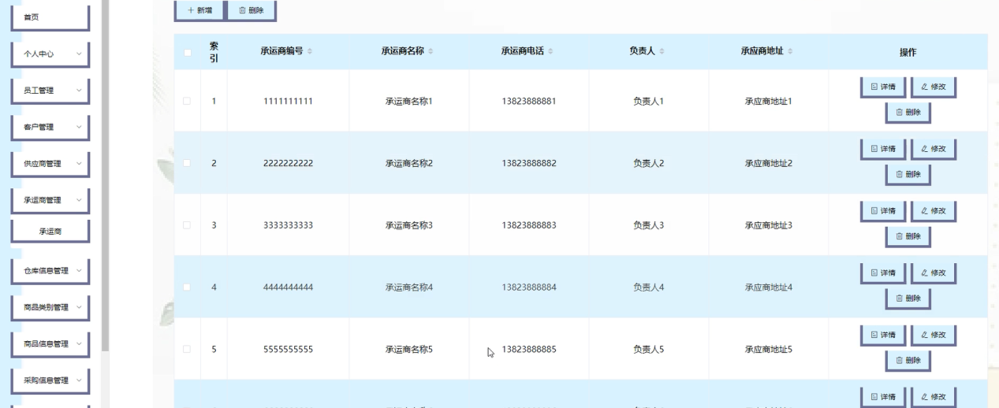 首页
个人中心
员工管理
客户管理
供应商管理
承运商管理
承运商
仓库信息管理
商品类别管理
商品信息管理
采购信息管理
新增 删除
索引 承运商编号 承运商名称 承运商电话 负责人 承应商地址 操作
1 1111111111 承运商名称1 13823888881 负责人1 承应商地址1 详情 修改
删除
2 2222222222 承运商名称2 13823888882 负责人2 承应商地址2 详情 修改
删除
3 3333333333 承运商名称3 13823888883 负责人3 承应商地址3 详情 修改
删除
4 4444444444 承运商名称4 13823888884 负责人4 承应商地址4 详情 修改
删除
5 5555555555 承运商名称5 13823888885 负责人5 承应商地址5 详情 修改
删除
详情 修改